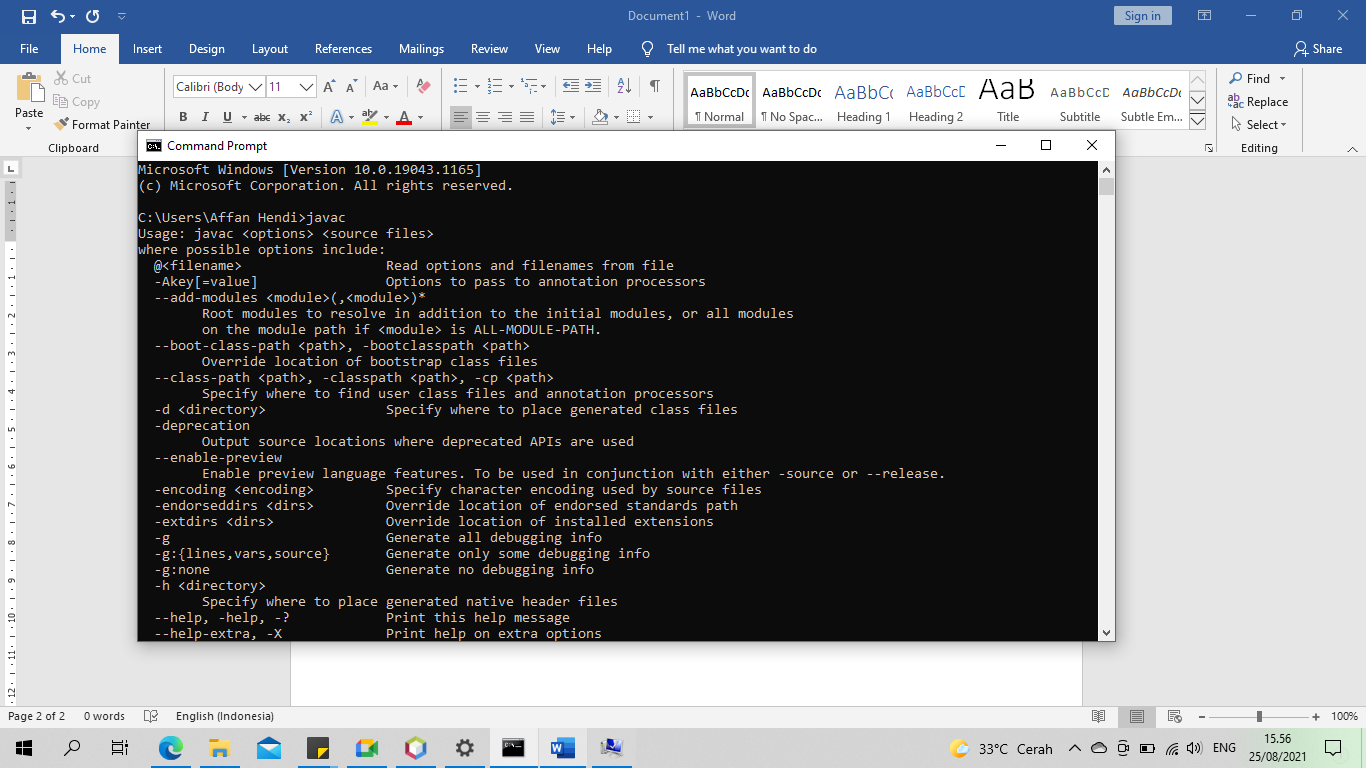 Document1 - Word
Sign in
File Home Insert Design Layout References Mailings Review View Help Tell me what you want to do Share
Paste
Cut
Copy
Format Painter
Clipboard
Calibri (Body 11
AaBbCcDc AaBbCcDc AaBbCc AaBbCcD AaB AaBbCcD AaBbCcDc
¶ Normal ¶ No Spac... Heading 1 Heading 2 Title Subtitle Subtle Em...
Find
Replace
Select
Editing
Command Prompt
Microsoft Windows [Version 10.0.19043.1165]
(c) Microsoft Corporation. All rights reserved.
C:\Users\Affan Hendi>javac
Usage: javac <options> <source files>
where possible options include:
@<filename> Read options and filenames from file
-Akey[=value] Options to pass to annotation processors
--add-modules <module>(,<module>)*
Root modules to resolve in addition to the initial modules, or all modules
on the module path if <module> is ALL-MODULE-PATH.
--boot-class-path <path>, -bootclasspath <path>
Override location of bootstrap class files
--class-path <path>, -classpath <path>, -cp <path>
Specify where to find user class files and annotation processors
-d <directory> Specify where to place generated class files
-deprecation
Output source locations where deprecated APIs are used
--enable-preview
Enable preview language features. To be used in conjunction with either -source or --release.
-encoding <encoding> Specify character encoding used by source files
-endorseddirs <dirs> Override location of endorsed standards path
-extdirs <dirs> Override location of installed extensions
-g Generate all debugging info
-g:{lines,vars,source} Generate only some debugging info
-g:none Generate no debugging info
-h <directory>
Specify where to place generated native header files
--help, -help, -? Print this help message
--help-extra, -X Print help on extra options
Page 2 of 2 0 words English (Indonesia) 100%
33°C Cerah ENG 15.56
25/08/2021